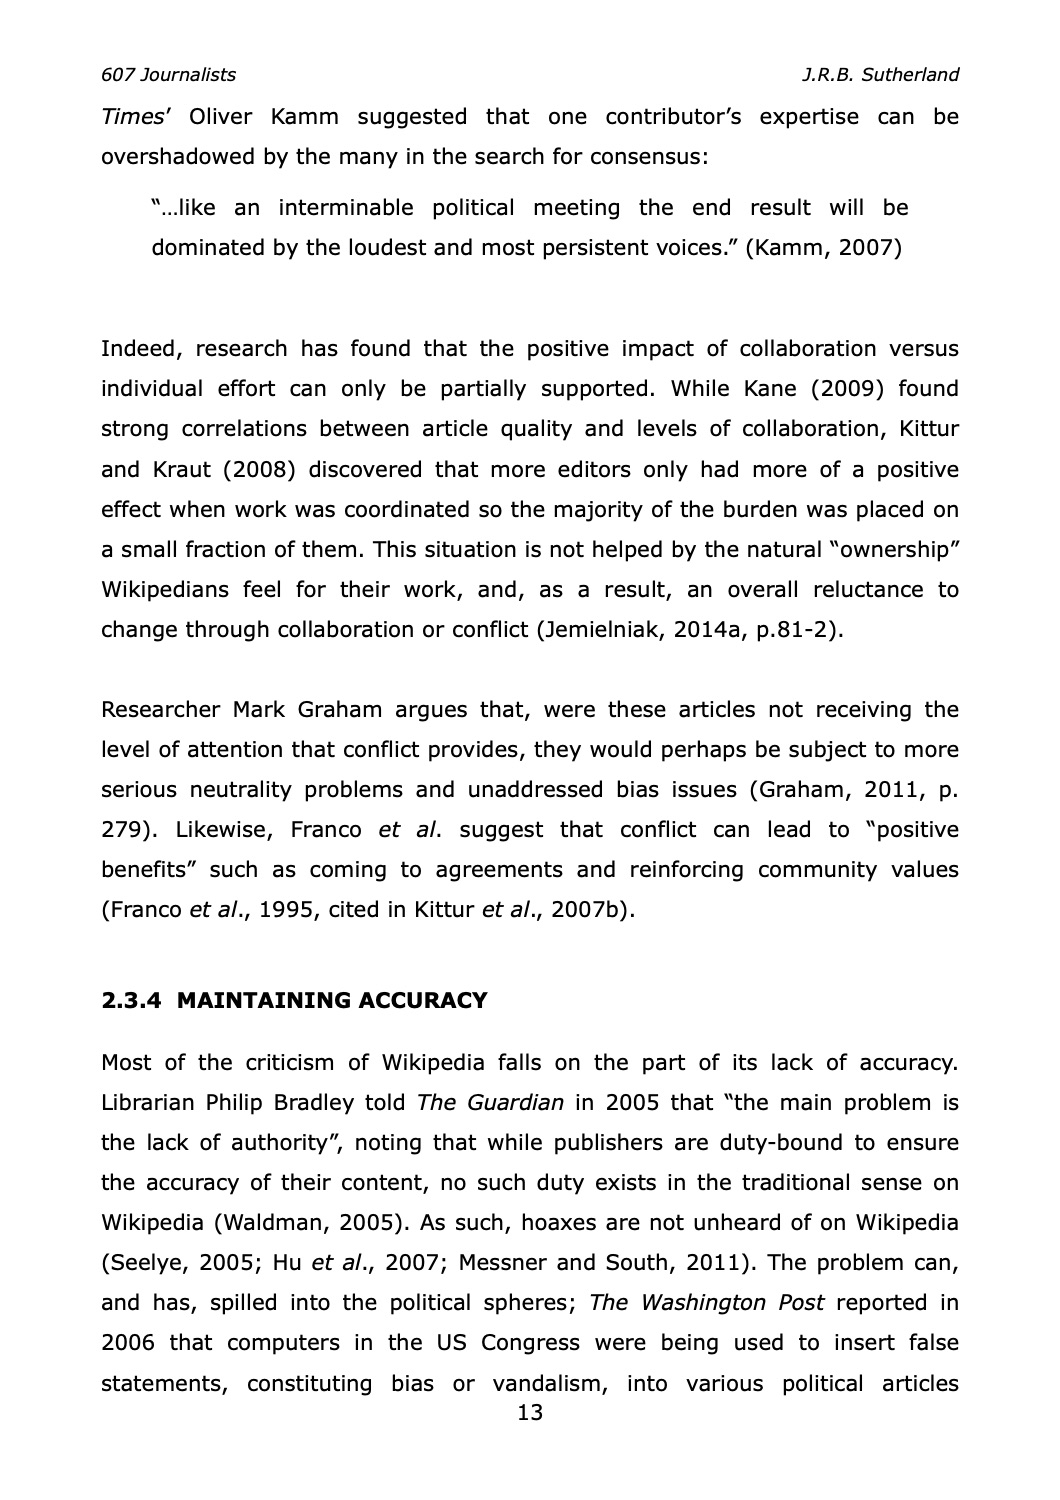 607 Journalists J.R.B. Sutherland
Times’ Oliver Kamm suggested that one contributor’s expertise can be
overshadowed by the many in the search for consensus:
“…like an interminable political meeting the end result will be
dominated by the loudest and most persistent voices.” (Kamm, 2007)
Indeed, research has found that the positive impact of collaboration versus
individual effort can only be partially supported. While Kane (2009) found
strong correlations between article quality and levels of collaboration, Kittur
and Kraut (2008) discovered that more editors only had more of a positive
effect when work was coordinated so the majority of the burden was placed on
a small fraction of them. This situation is not helped by the natural “ownership”
Wikipedians feel for their work, and, as a result, an overall reluctance to
change through collaboration or conflict (Jemielniak, 2014a, p.81-2).
Researcher Mark Graham argues that, were these articles not receiving the
level of attention that conflict provides, they would perhaps be subject to more
serious neutrality problems and unaddressed bias issues (Graham, 2011, p.
279). Likewise, Franco et al. suggest that conflict can lead to “positive
benefits” such as coming to agreements and reinforcing community values
(Franco et al., 1995, cited in Kittur et al., 2007b).
2.3.4 MAINTAINING ACCURACY
Most of the criticism of Wikipedia falls on the part of its lack of accuracy.
Librarian Philip Bradley told The Guardian in 2005 that “the main problem is
the lack of authority”, noting that while publishers are duty-bound to ensure
the accuracy of their content, no such duty exists in the traditional sense on
Wikipedia (Waldman, 2005). As such, hoaxes are not unheard of on Wikipedia
(Seelye, 2005; Hu et al., 2007; Messner and South, 2011). The problem can,
and has, spilled into the political spheres; The Washington Post reported in
2006 that computers in the US Congress were being used to insert false
statements, constituting bias or vandalism, into various political articles
13